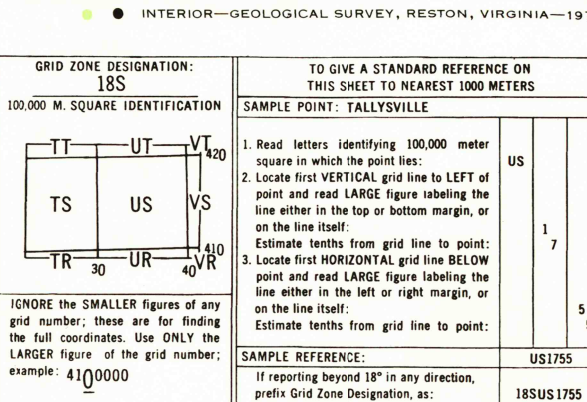 INTERIOR—GEOLOGICAL SURVEY, RESTON, VIRGINIA—19
GRID ZONE DESIGNATION:
18S
100,000 M. SQUARE IDENTIFICATION
TT UT VT
420
TS US VS
410
TR UR VR
30 40
IGNORE the SMALLER figures of any
grid number; these are for finding
the full coordinates. Use ONLY the
LARGER figure of the grid number;
example: 4100000
TO GIVE A STANDARD REFERENCE ON
THIS SHEET TO NEAREST 1000 METERS
SAMPLE POINT: TALLYSVILLE
1. Read letters identifying 100,000 meter
square in which the point lies: US
2. Locate first VERTICAL grid line to LEFT of
point and read LARGE figure labeling the
line either in the top or bottom margin, or
on the line itself: 1
Estimate tenths from grid line to point: 7
3. Locate first HORIZONTAL grid line BELOW
point and read LARGE figure labeling the
line either in the left or right margin, or
on the line itself: 5
Estimate tenths from grid line to point:
SAMPLE REFERENCE: US1755
If reporting beyond 18° in any direction,
prefix Grid Zone Designation, as: 18SUS1755